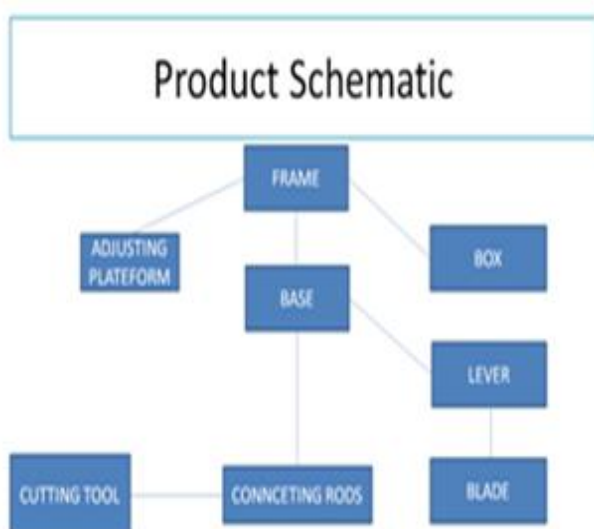 Product Schematic
FRAME
ADJUSTING
PLATEFORM
BOX
BASE
LEVER
CUTTING TOOL
CONNCETING RODS
BLADE